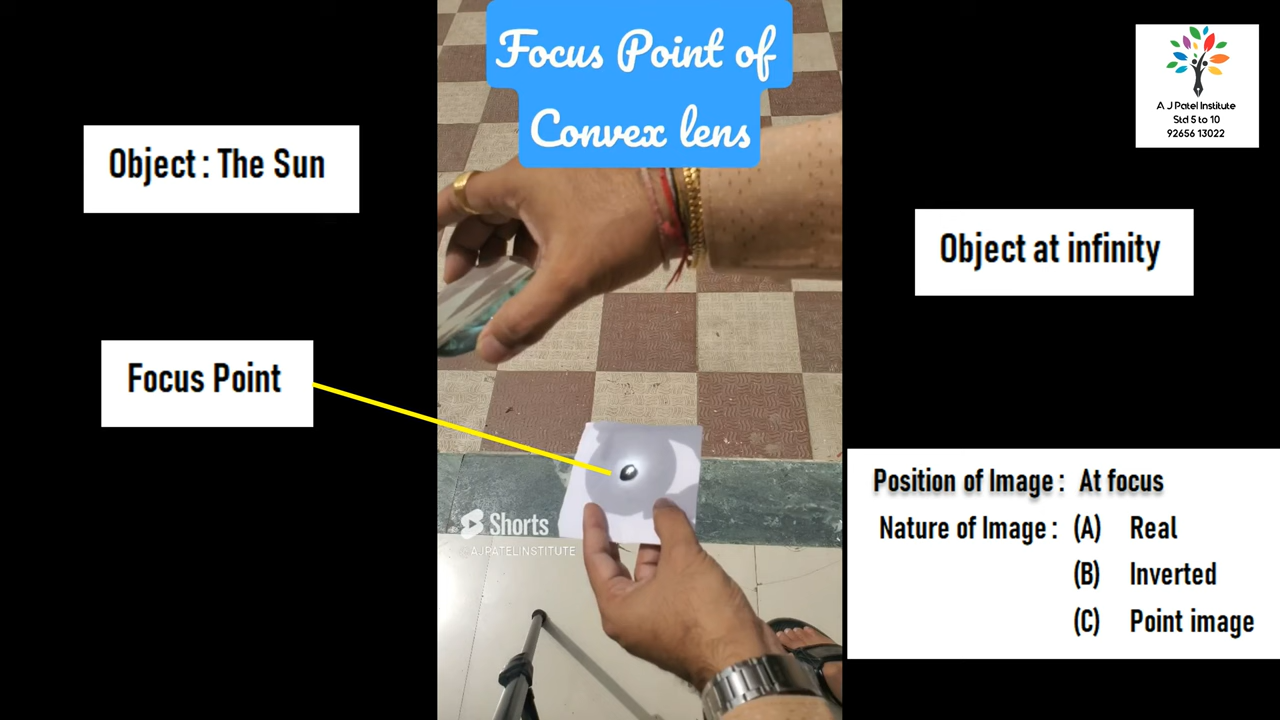 Focus Point of
Convex lens
A J Patel Institute
Std 5 to 10
92656 13022
Object : The Sun
Object at infinity
Focus Point
Position of Image : At focus
Nature of Image : (A) Real
(B) Inverted
(C) Point image
Shorts
@AJPATELINSTITUTE